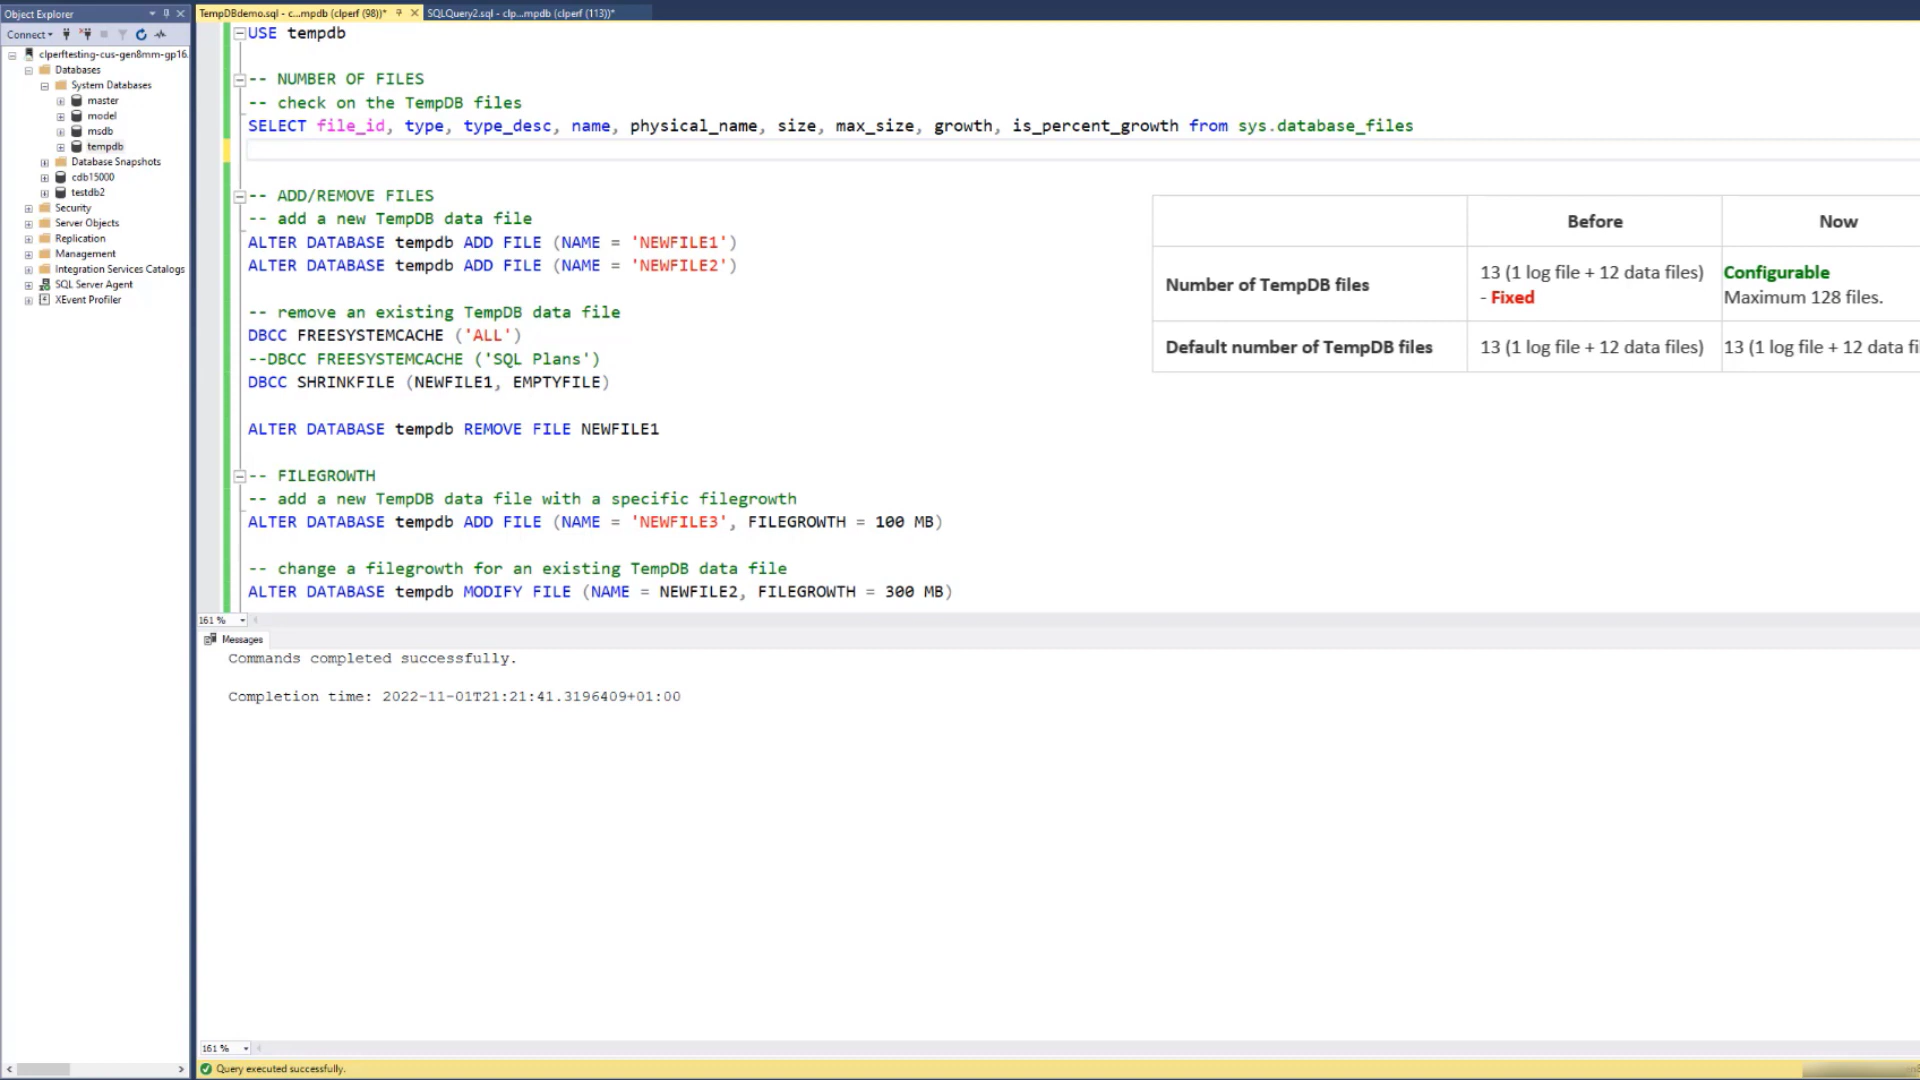 Object Explorer
TempDBdemo.sql - c...mpdb (clperf (98))*
SQLQuery2.sql - clp...mpdb (clperf (113))*
Connect
clperftesting-cus-gen8mm-gp16.
Databases
System Databases
master
model
msdb
tempdb
Database Snapshots
cdb15000
testdb2
Security
Server Objects
Replication
Management
Integration Services Catalogs
SQL Server Agent
XEvent Profiler
USE tempdb
-- NUMBER OF FILES
-- check on the TempDB files
SELECT file_id, type, type_desc, name, physical_name, size, max_size, growth, is_percent_growth from sys.database_files
-- ADD/REMOVE FILES
-- add a new TempDB data file
ALTER DATABASE tempdb ADD FILE (NAME = 'NEWFILE1')
ALTER DATABASE tempdb ADD FILE (NAME = 'NEWFILE2')
-- remove an existing TempDB data file
DBCC FREESYSTEMCACHE ('ALL')
--DBCC FREESYSTEMCACHE ('SQL Plans')
DBCC SHRINKFILE (NEWFILE1, EMPTYFILE)
ALTER DATABASE tempdb REMOVE FILE NEWFILE1
-- FILEGROWTH
-- add a new TempDB data file with a specific filegrowth
ALTER DATABASE tempdb ADD FILE (NAME = 'NEWFILE3', FILEGROWTH = 100 MB)
-- change a filegrowth for an existing TempDB data file
ALTER DATABASE tempdb MODIFY FILE (NAME = NEWFILE2, FILEGROWTH = 300 MB)
Before
Now
Number of TempDB files
13 (1 log file + 12 data files)
- Fixed
Configurable
Maximum 128 files.
Default number of TempDB files
13 (1 log file + 12 data files)
13 (1 log file + 12 data fi
161 %
Messages
Commands completed successfully.
Completion time: 2022-11-01T21:21:41.3196409+01:00
161 %
Query executed successfully.